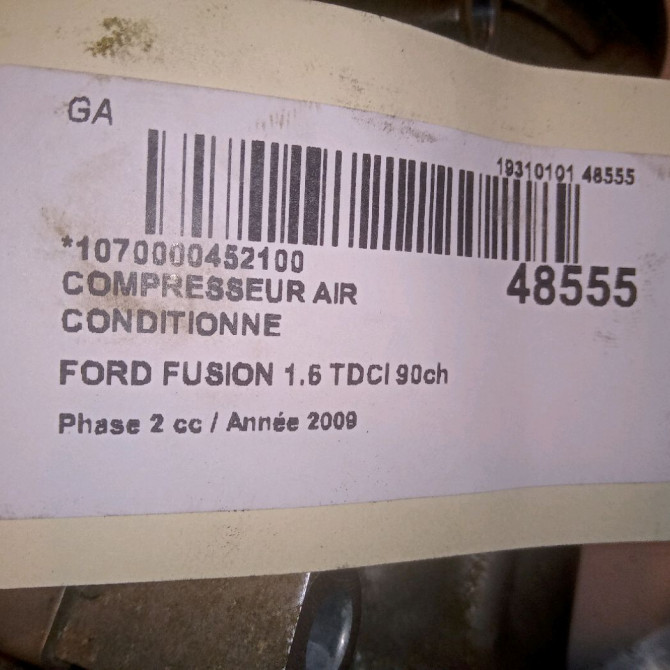 GA
19310101 48555
*1070000452100
48555
COMPRESSEUR AIR
CONDITIONNE
FORD FUSION 1.6 TDCI 90ch
Phase 2 cc / Année 2009